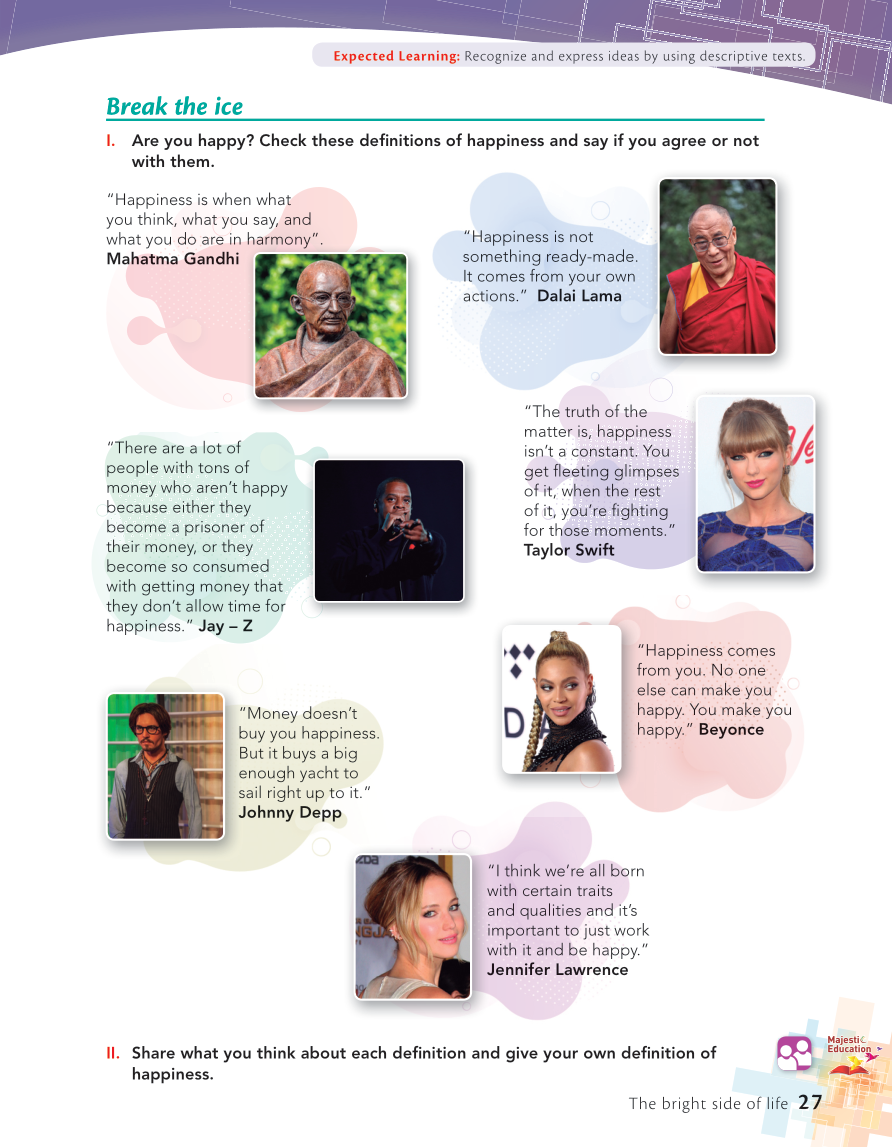 Expected Learning: Recognize and express ideas by using descriptive texts.
Break the ice
I. Are you happy? Check these definitions of happiness and say if you agree or not
with them.
“Happiness is when what
you think, what you say, and
what you do are in harmony”.
Mahatma Gandhi
“Happiness is not
something ready-made.
It comes from your own
actions.” Dalai Lama
“The truth of the
matter is, happiness
isn’t a constant. You
get fleeting glimpses
of it, when the rest
of it, you’re fighting
for those moments.”
Taylor Swift
“There are a lot of
people with tons of
money who aren’t happy
because either they
become a prisoner of
their money, or they
become so consumed
with getting money that
they don’t allow time for
happiness.” Jay – Z
“Happiness comes
from you. No one
else can make you
happy. You make you
happy.” Beyonce
“Money doesn’t
buy you happiness.
But it buys a big
enough yacht to
sail right up to it.”
Johnny Depp
“I think we’re all born
with certain traits
and qualities and it’s
important to just work
with it and be happy.”
Jennifer Lawrence
II. Share what you think about each definition and give your own definition of
happiness.
Majestic
Education
The bright side of life 27